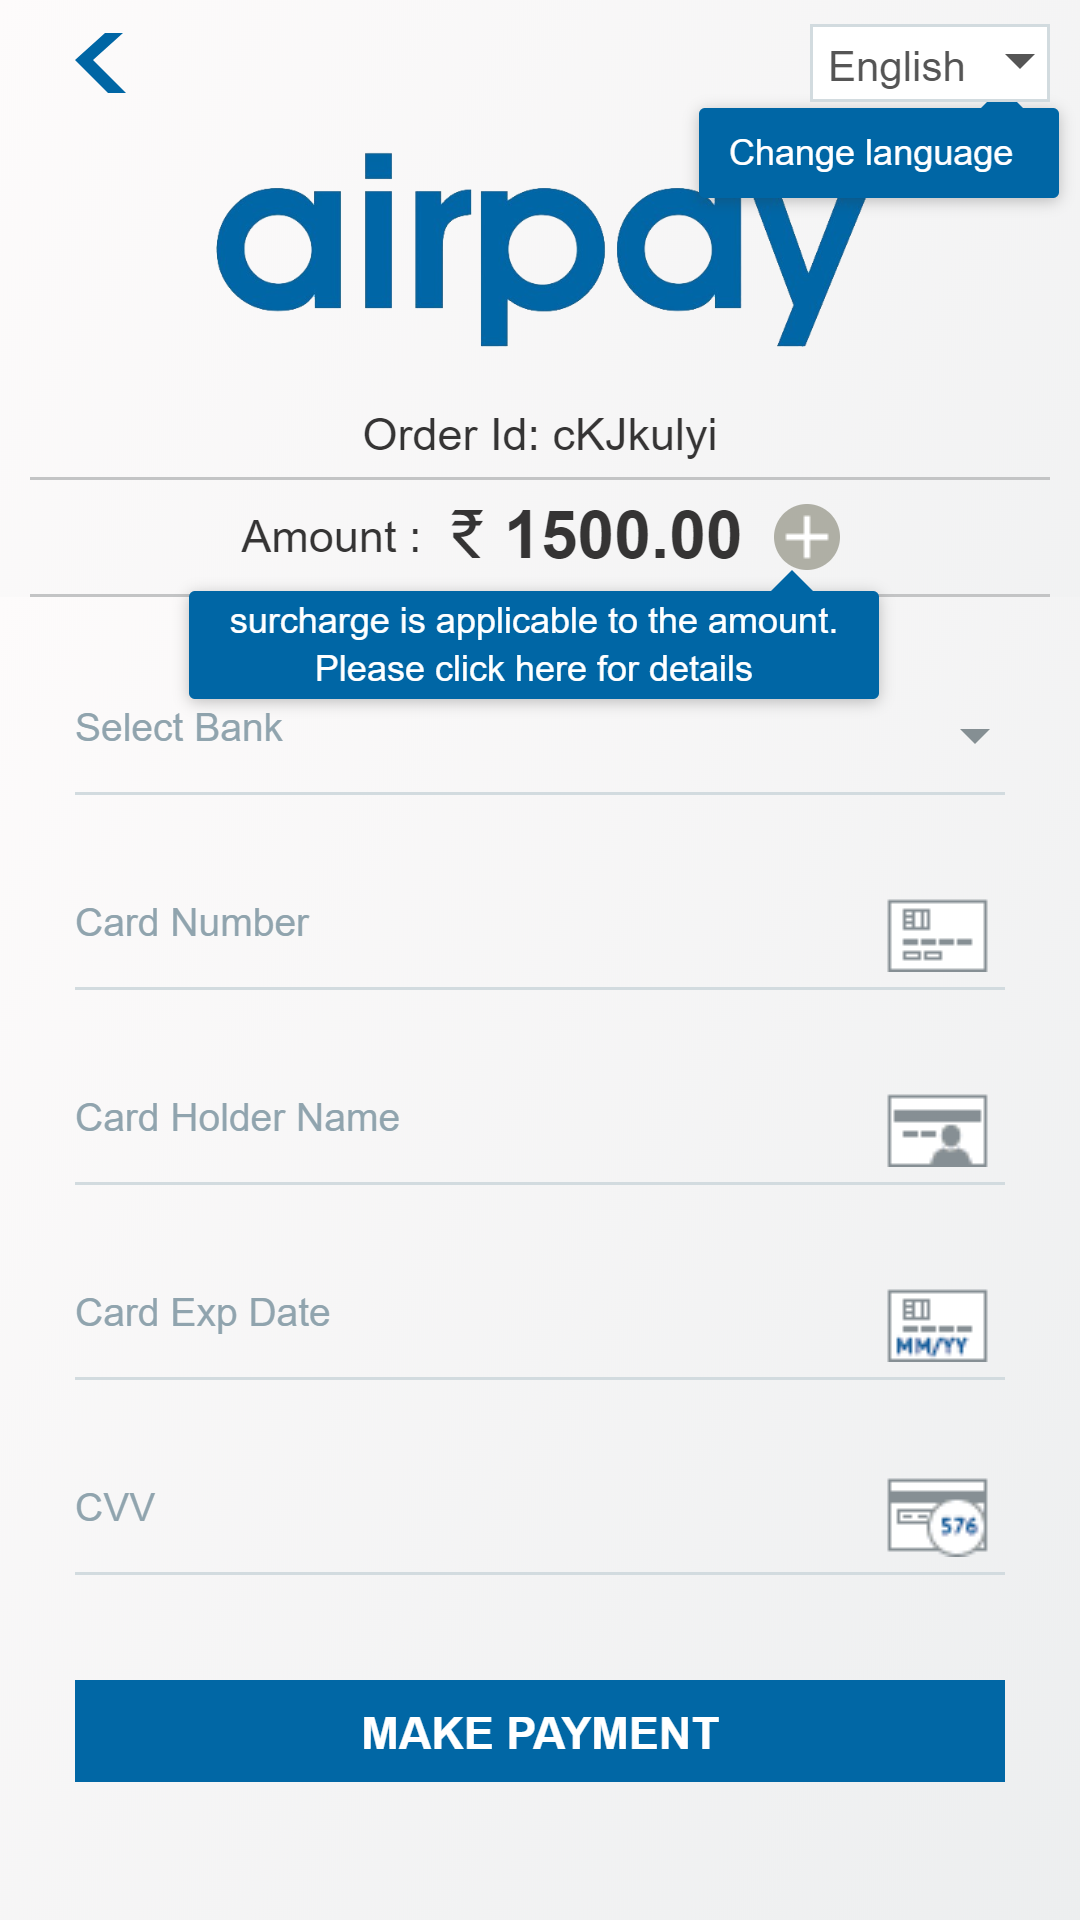 English
Change language
airpay
Order Id: cKJkulyi
Amount : ₹ 1500.00
surcharge is applicable to the amount.
Please click here for details
Select Bank
Card Number
Card Holder Name
Card Exp Date
MM/YY
CVV
576
MAKE PAYMENT